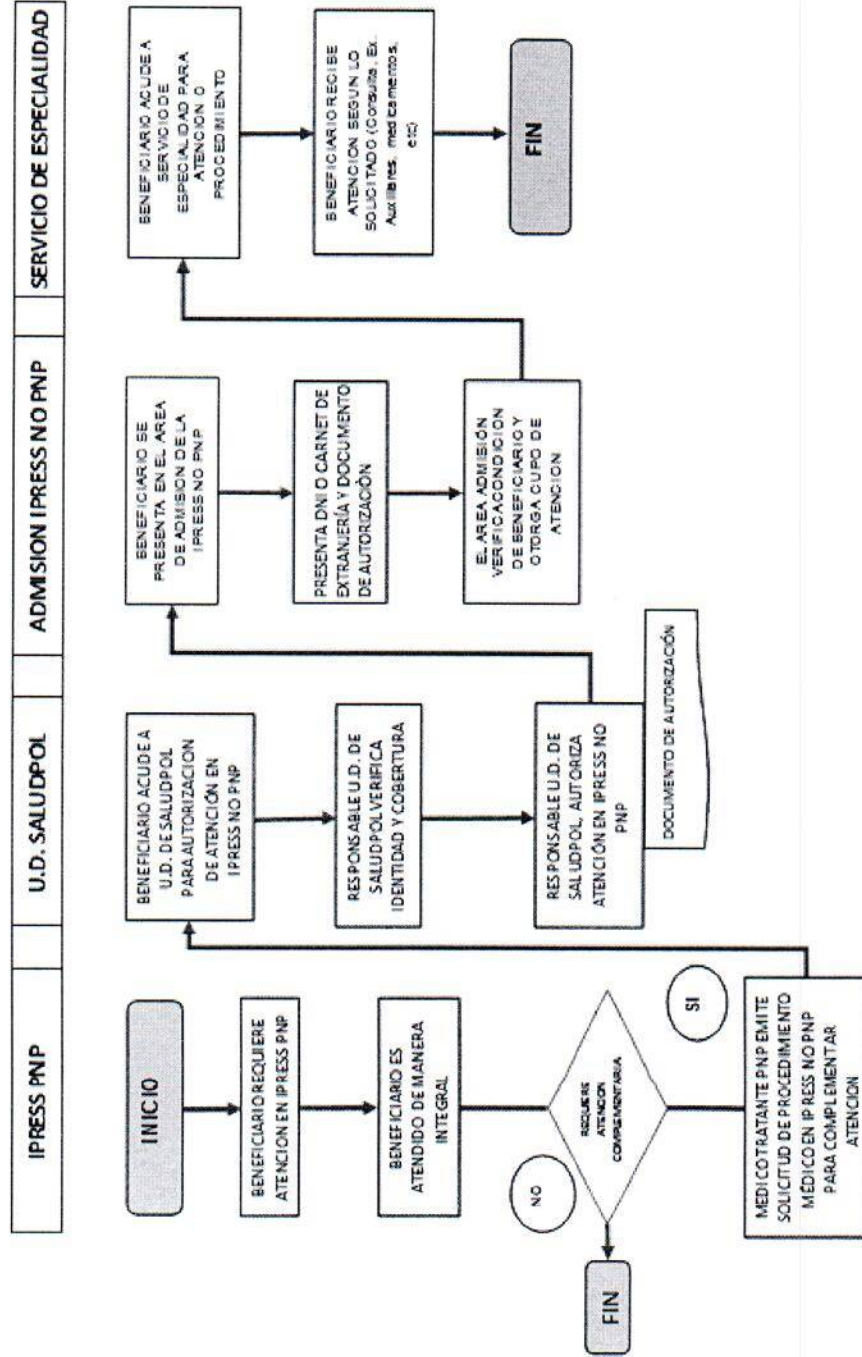 IPRESS PNP
U.D. SALUDPOL
ADMISION IPRESS NO PNP
SERVICIO DE ESPECIALIDAD
INICIO
BENEFICIARIO REQUIERE
ATENCION EN IPRESS PNP
BENEFICIARIO ES
ATENDIDO DE MANERA
INTEGRAL
REQUIERE
ATENCION
COMPLEMENTARIA
NO
SI
FIN
MEDICO TRATANTE PNP EMITE
SOLICITUD DE PROCEDIMIENTO
MÉDICO EN IPRESS NO PNP
PARA COMPLEMENTAR
ATENCION
BENEFICIARIO ACUDE A
U.D. DE SALUDPOL
PARA AUTORIZACION
DE ATENCIÓN EN
IPRESS NO PNP
RESPONSABLE U.D. DE
SALUDPOL VERIFICA
IDENTIDAD Y COBERTURA
RESPONSABLE U.D. DE
SALUDPOL, AUTORIZA
ATENCIÓN EN IPRESS NO
PNP
DOCUMENTO DE AUTORIZACIÓN
BENEFICIARIO SE
PRESENTA EN EL AREA
DE ADMISION DE LA
IPRESS NO PNP
PRESENTA DNI O CARNET DE
EXTRANJERÍA Y DOCUMENTO
DE AUTORIZACIÓN
EL AREA ADMISIÓN
VERIFICA CONDICION
DE BENEFICIARIO Y
OTORGA CUPO DE
ATENCION
BENEFICIARIO ACUDE A
SERVICIO DE
ESPECIALIDAD PARA
ATENCION O
PROCEDIMIENTO
BENEFICIARIO RECIBE
ATENCION SEGUN LO
SOLICITADO (Consulta, Ex.
Auxiliares, medicamentos,
etc)
FIN